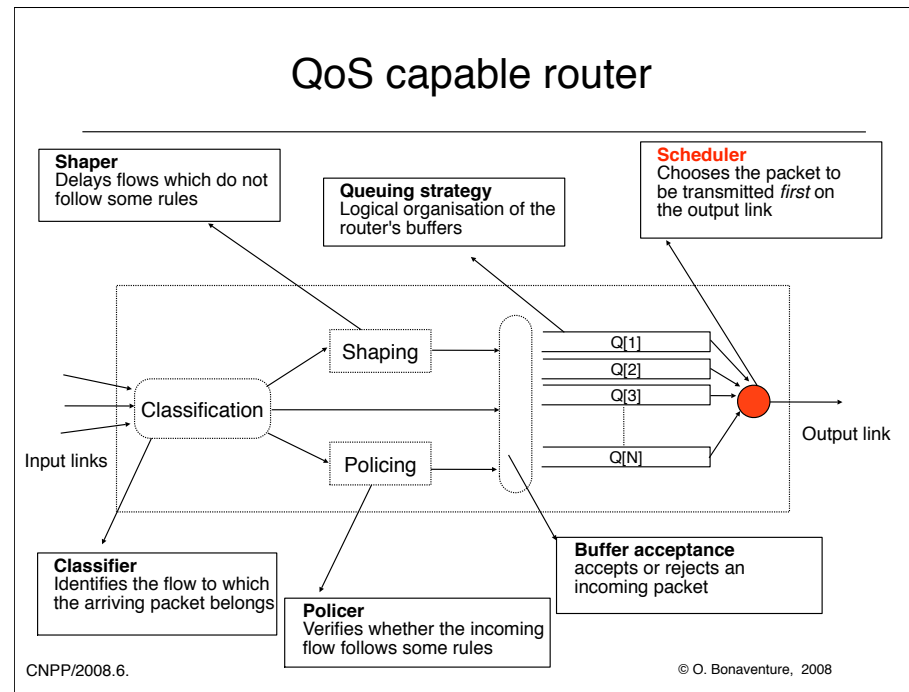 QoS capable router
Shaper
Delays flows which do not
follow some rules
Queuing strategy
Logical organisation of the
router's buffers
Scheduler
Chooses the packet to
be transmitted first on
the output link
Shaping
Classification
Policing
Input links
Q[1]
Q[2]
Q[3]
Q[N]
Output link
Classifier
Identifies the flow to which
the arriving packet belongs
Policer
Verifies whether the incoming
flow follows some rules
Buffer acceptance
accepts or rejects an
incoming packet
CNPP/2008.6.
© O. Bonaventure, 2008